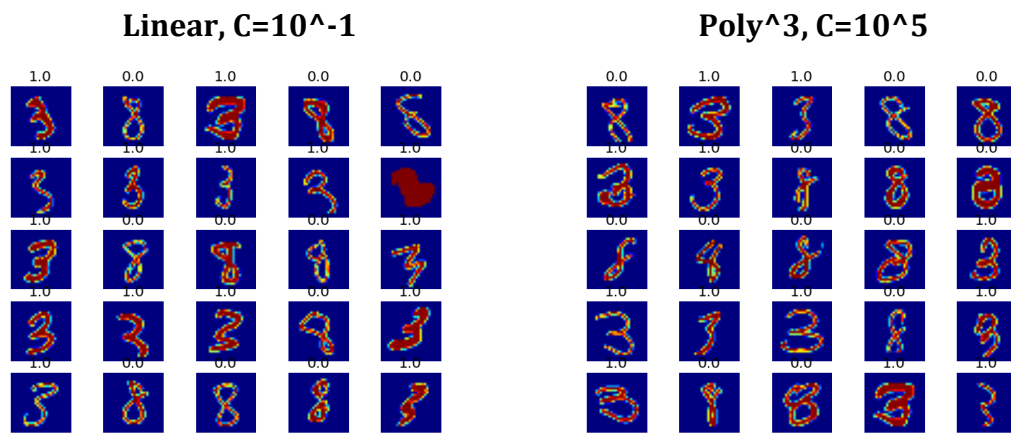 Linear, C=10^-1
1.0 0.0 1.0 0.0 0.0
1.0 1.0 1.0 1.0 1.0
1.0 0.0 1.0 0.0 1.0
1.0 1.0 1.0 0.0 1.0
1.0 0.0 0.0 0.0 1.0
Poly^3, C=10^5
0.0 1.0 1.0 0.0 0.0
1.0 1.0 0.0 0.0 0.0
0.0 0.0 0.0 0.0 1.0
1.0 1.0 1.0 0.0 1.0
1.0 0.0 0.0 1.0 1.0